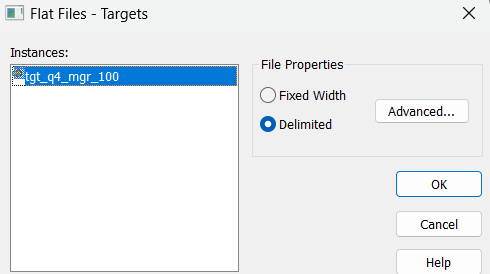 Flat Files - Targets
Instances:
tgt_q4_mgr_100
File Properties
Fixed Width
Delimited
Advanced...
OK
Cancel
Help